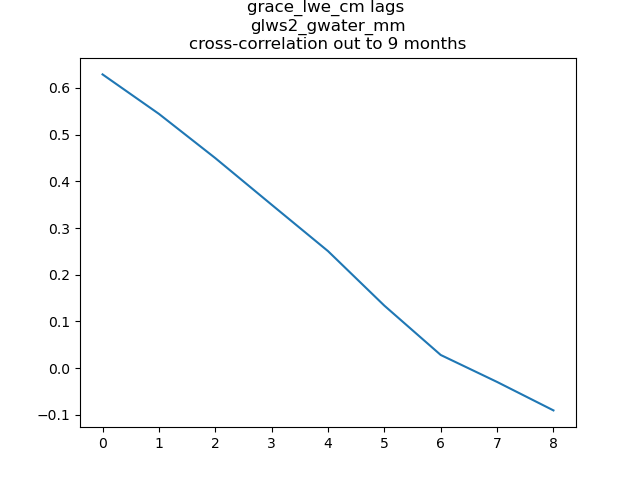 grace_lwe_cm lags
glws2_gwater_mm
cross-correlation out to 9 months
0.6
0.5
0.4
0.3
0.2
0.1
0.0
−0.1
0 1 2 3 4 5 6 7 8